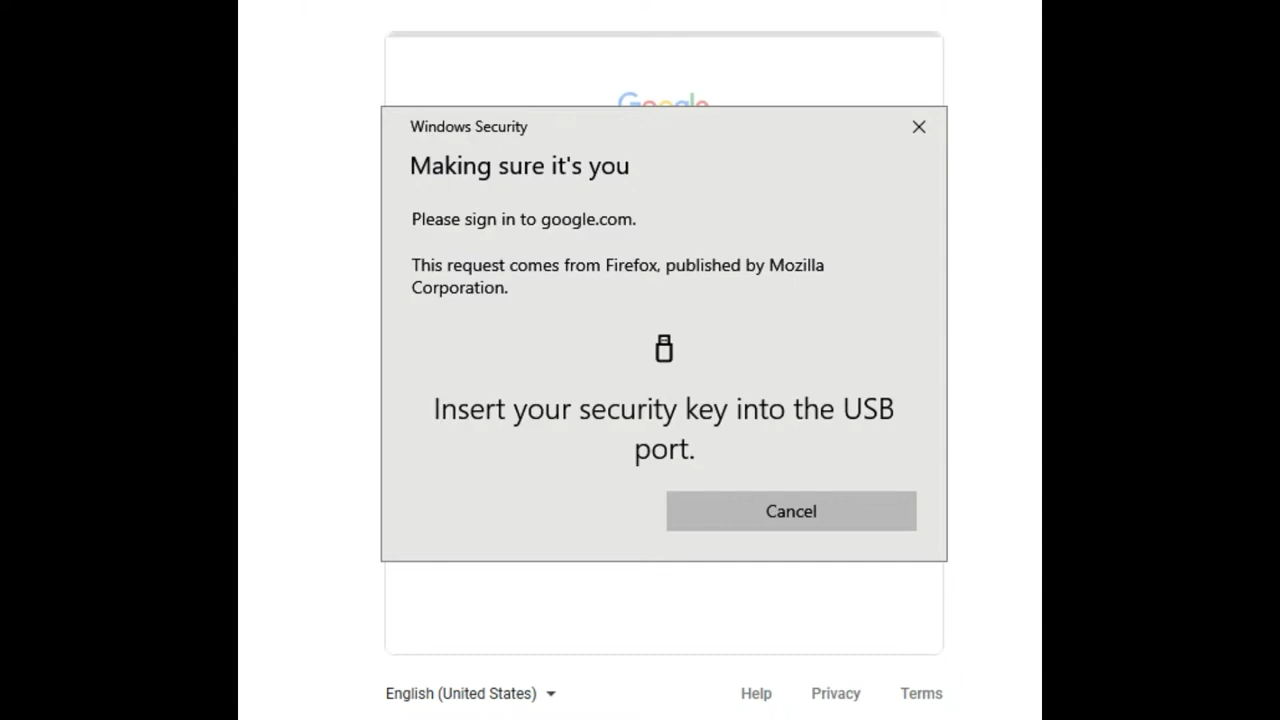 Google
Windows Security
Making sure it's you
Please sign in to google.com.
This request comes from Firefox, published by Mozilla
Corporation.
Insert your security key into the USB
port.
Cancel
English (United States)
Help Privacy Terms